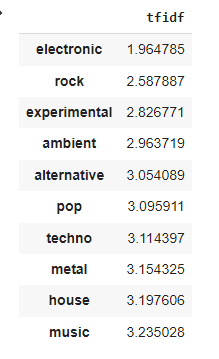 tfidf
electronic 1.964785
rock 2.587887
experimental 2.826771
ambient 2.963719
alternative 3.054089
pop 3.095911
techno 3.114397
metal 3.154325
house 3.197606
music 3.235028